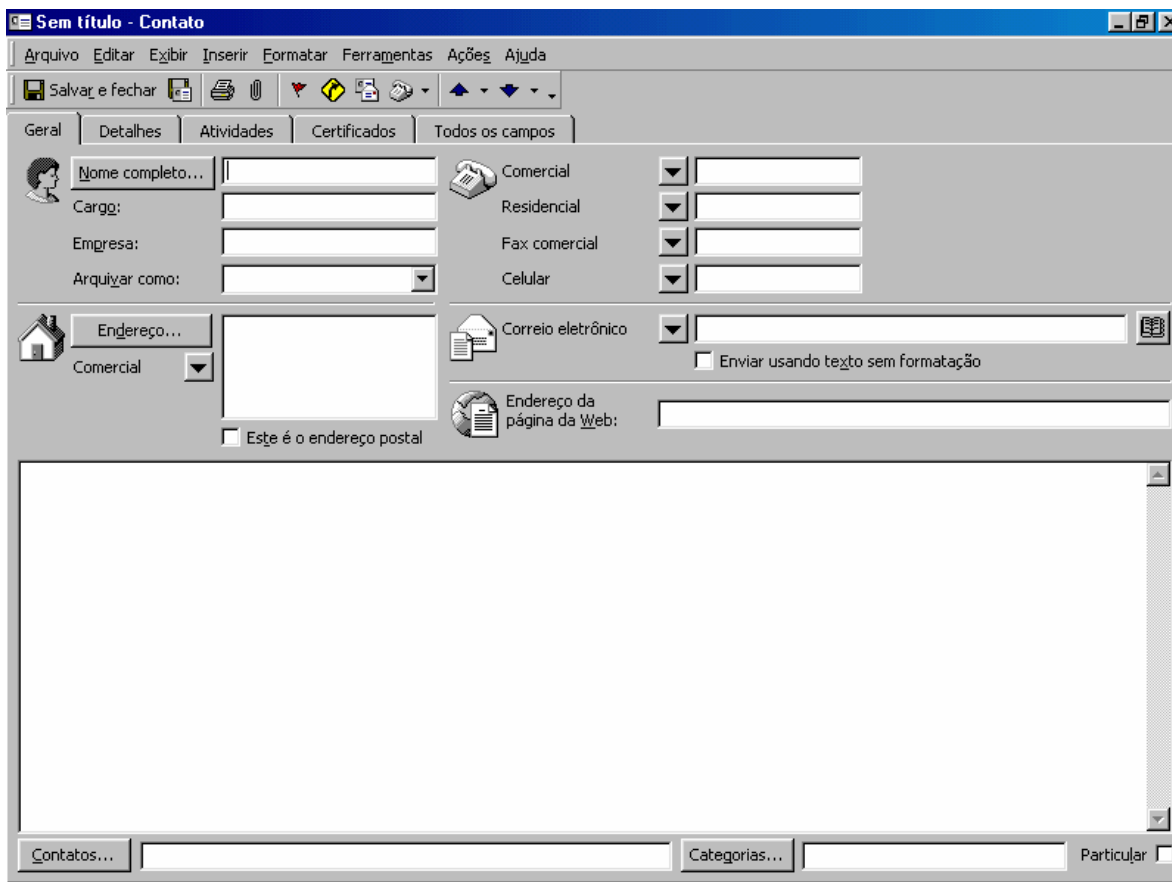 Sem título - Contato
Arquivo Editar Exibir Inserir Formatar Ferramentas Ações Ajuda
Salvar e fechar
Geral Detalhes Atividades Certificados Todos os campos
Nome completo... Comercial
Cargo: Residencial
Empresa: Fax comercial
Arquivar como: Celular
Endereço... Correio eletrônico
Comercial Enviar usando texto sem formatação
Endereço da
página da Web:
Este é o endereço postal
Contatos... Categorias... Particular